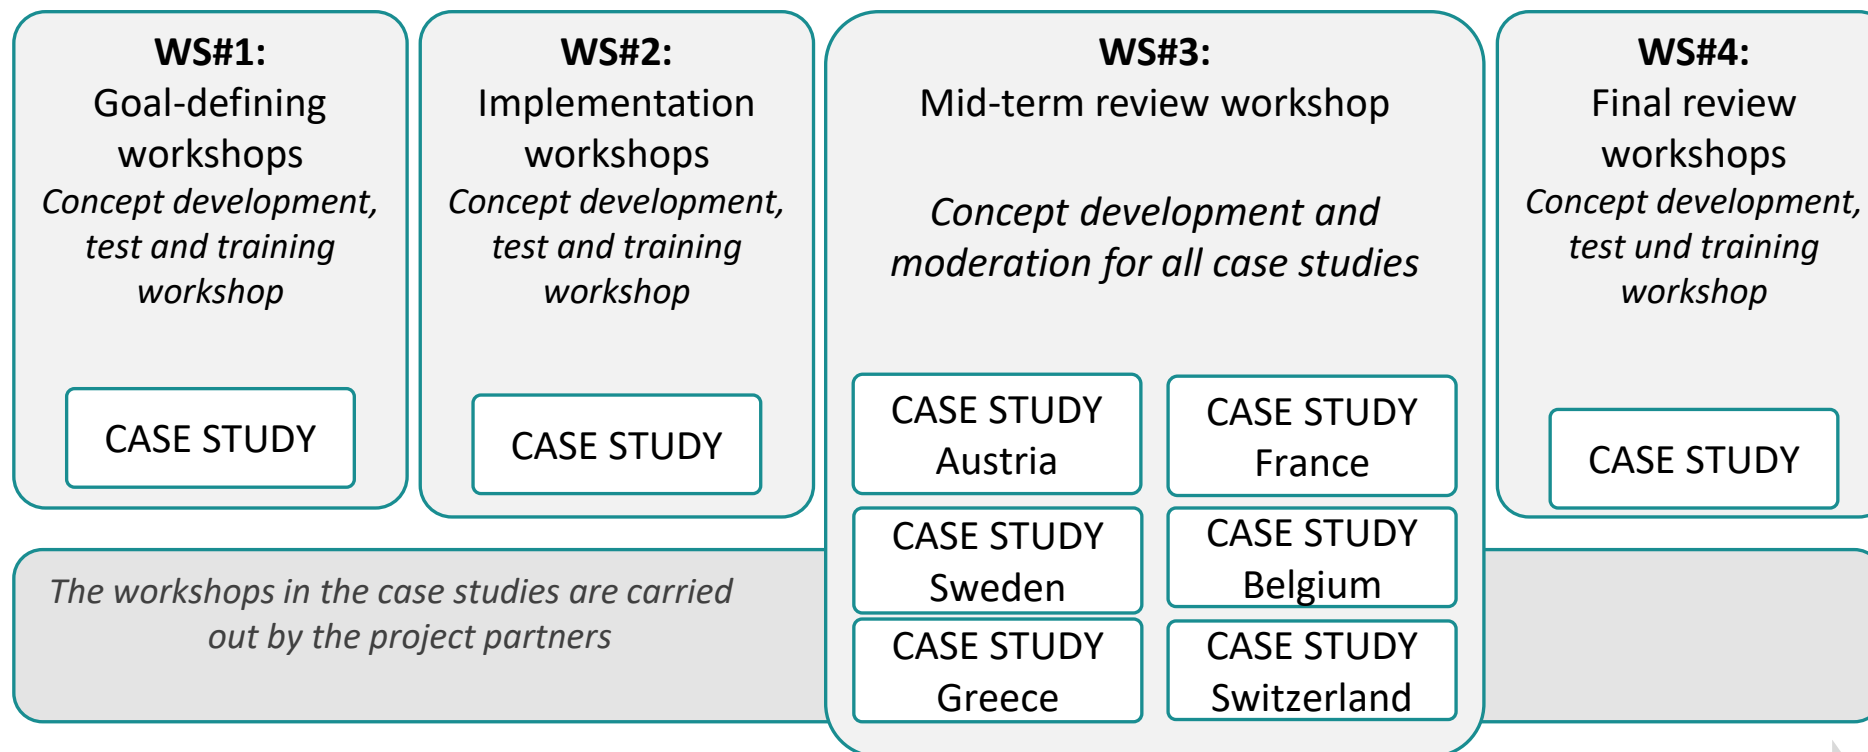 WS#1:
Goal-defining
workshops
Concept development,
test and training
workshop
CASE STUDY
WS#2:
Implementation
workshops
Concept development,
test and training
workshop
CASE STUDY
WS#3:
Mid-term review workshop
Concept development and
moderation for all case studies
CASE STUDY
Austria
CASE STUDY
France
CASE STUDY
Sweden
CASE STUDY
Belgium
CASE STUDY
Greece
CASE STUDY
Switzerland
WS#4:
Final review
workshops
Concept development,
test und training
workshop
CASE STUDY
The workshops in the case studies are carried
out by the project partners